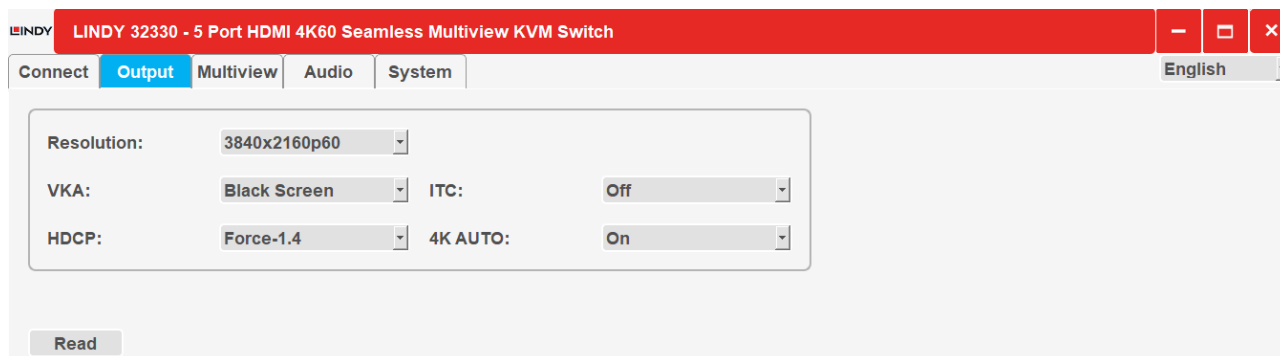 LINDY LINDY 32330 - 5 Port HDMI 4K60 Seamless Multiview KVM Switch
Connect Output Multiview Audio System English
Resolution: 3840x2160p60
VKA: Black Screen ITC: Off
HDCP: Force-1.4 4K AUTO: On
Read